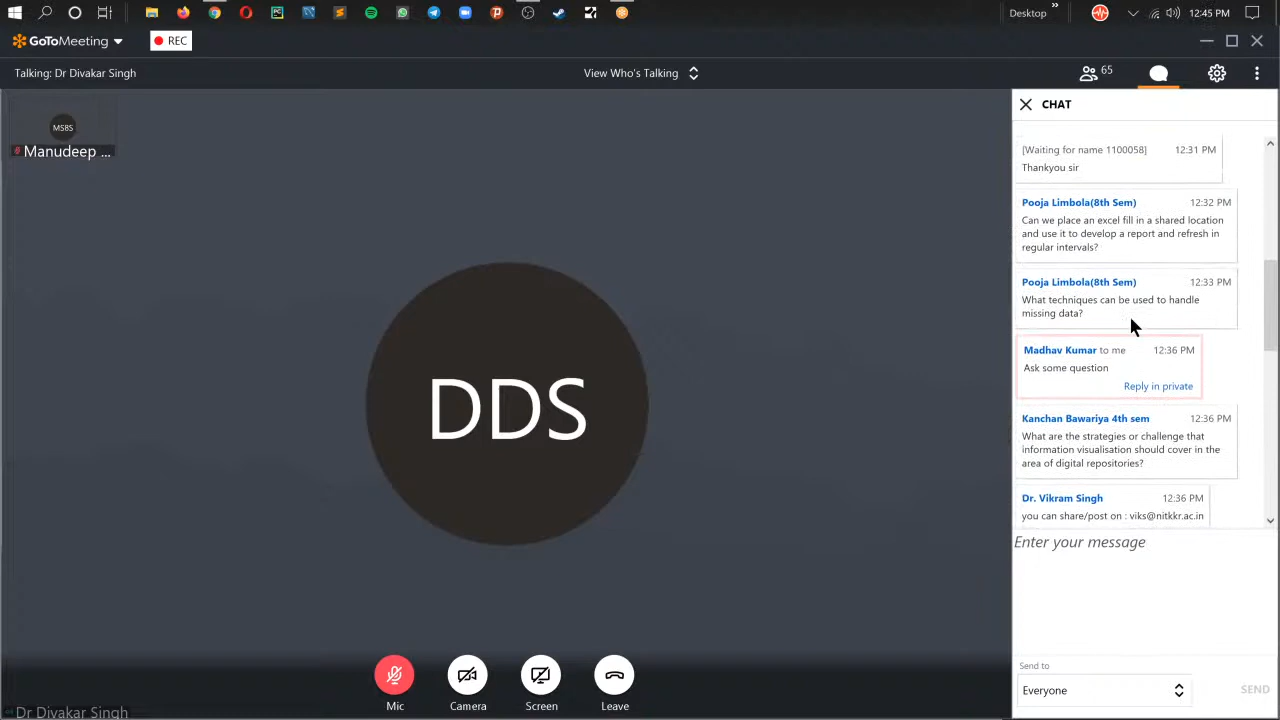 Desktop
12:45 PM
GoToMeeting
REC
Talking: Dr Divakar Singh
View Who's Talking
65
MSBS
Manudeep ...
DDS
CHAT
[Waiting for name 1100058] 12:31 PM
Thankyou sir
Pooja Limbola(8th Sem) 12:32 PM
Can we place an excel fill in a shared location
and use it to develop a report and refresh in
regular intervals?
Pooja Limbola(8th Sem) 12:33 PM
What techniques can be used to handle
missing data?
Madhav Kumar to me 12:36 PM
Ask some question
Reply in private
Kanchan Bawariya 4th sem 12:36 PM
What are the strategies or challenge that
information visualisation should cover in the
area of digital repositories?
Dr. Vikram Singh 12:36 PM
you can share/post on : viks@nitkkr.ac.in
Enter your message
Send to
Everyone
SEND
Mic
Camera
Screen
Leave
Dr Divakar Singh